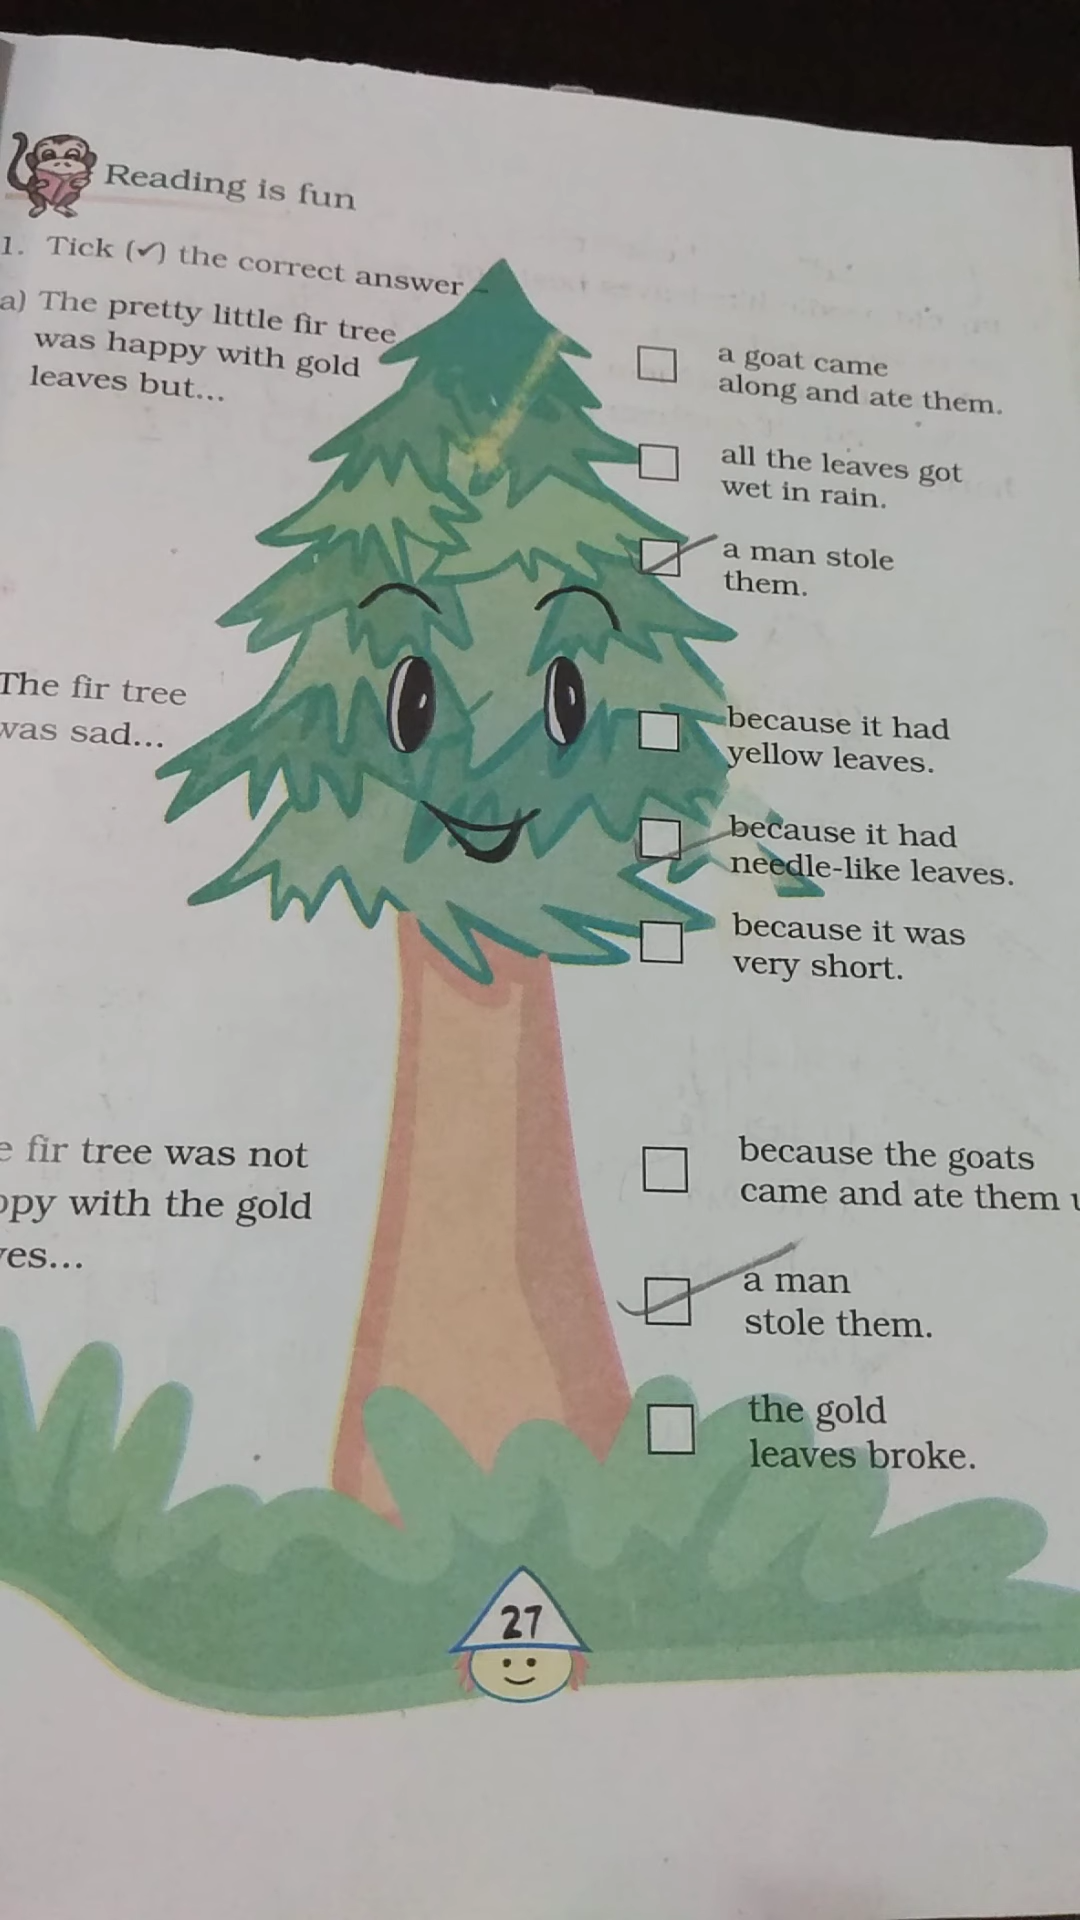 Reading is fun
1. Tick (✓) the correct answer –
a) The pretty little fir tree
was happy with gold
leaves but...
a goat came
along and ate them.
all the leaves got
wet in rain.
a man stole
them.
The fir tree
was sad...
because it had
yellow leaves.
because it had
needle-like leaves.
because it was
very short.
e fir tree was not
ppy with the gold
ves...
because the goats
came and ate them u
a man
stole them.
the gold
leaves broke.
27